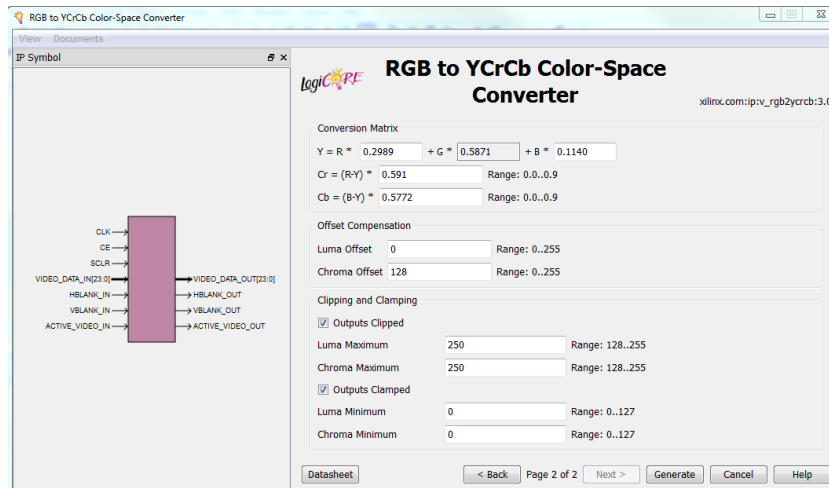 RGB to YCrCb Color-Space Converter
View Documents
IP Symbol
CLK
CE
SCLR
VIDEO_DATA_IN[23:0]
HBLANK_IN
VBLANK_IN
ACTIVE_VIDEO_IN
VIDEO_DATA_OUT[23:0]
HBLANK_OUT
VBLANK_OUT
ACTIVE_VIDEO_OUT
LogiCORE
RGB to YCrCb Color-Space
Converter
xilinx.com:ip:v_rgb2ycrcb:3.0
Conversion Matrix
Y = R * 0.2989 + G * 0.5871 + B * 0.1140
Cr = (R-Y) * 0.591 Range: 0.0..0.9
Cb = (B-Y) * 0.5772 Range: 0.0..0.9
Offset Compensation
Luma Offset 0 Range: 0..255
Chroma Offset 128 Range: 0..255
Clipping and Clamping
Outputs Clipped
Luma Maximum 250 Range: 128..255
Chroma Maximum 250 Range: 128..255
Outputs Clamped
Luma Minimum 0 Range: 0..127
Chroma Minimum 0 Range: 0..127
Datasheet < Back Page 2 of 2 Next > Generate Cancel Help